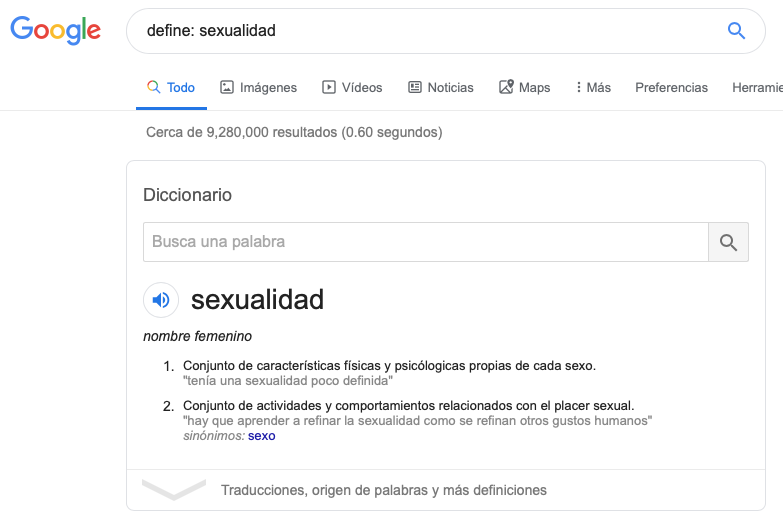 Google
define: sexualidad
Todo Imágenes Vídeos Noticias Maps Más Preferencias Herramie
Cerca de 9,280,000 resultados (0.60 segundos)
Diccionario
Busca una palabra
sexualidad
nombre femenino
1. Conjunto de características físicas y psicólogicas propias de cada sexo.
"tenía una sexualidad poco definida"
2. Conjunto de actividades y comportamientos relacionados con el placer sexual.
"hay que aprender a refinar la sexualidad como se refinan otros gustos humanos"
sinónimos: sexo
Traducciones, origen de palabras y más definiciones